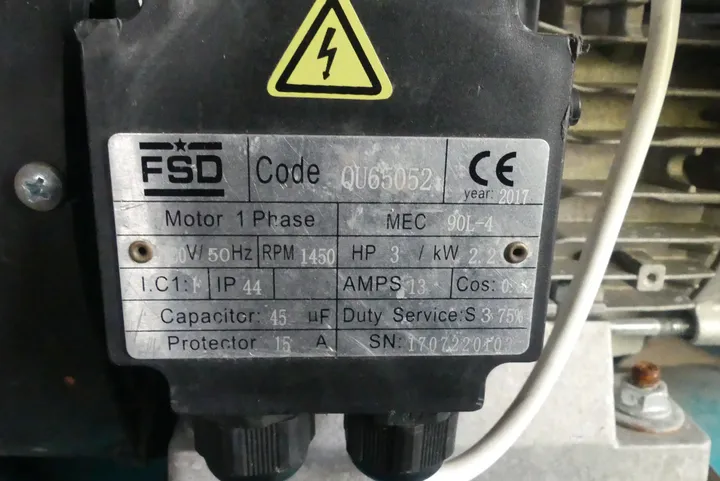 FSD Code QU65052 CE
year: 2017
Motor 1 Phase MEC 90L-4
V/50Hz RPM 1450 HP 3 / kW 2.2
I.C1: IP 44 AMPS 13 Cos:
Capacitor: 45 µF Duty Service:S 3 75%
Protector 15 A SN: